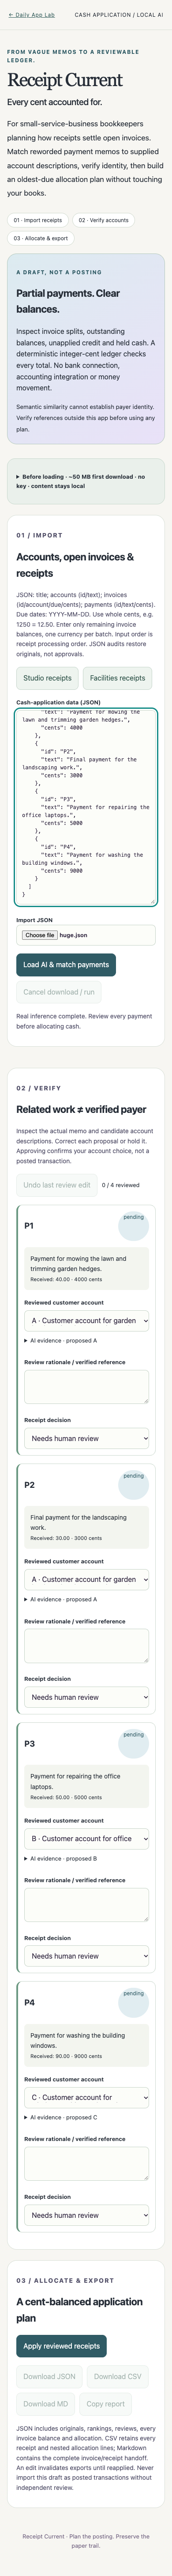 ← Daily App Lab
CASH APPLICATION / LOCAL AI
FROM VAGUE MEMOS TO A REVIEWABLE
LEDGER.
Receipt Current
Every cent accounted for.
For small-service-business bookkeepers
planning how receipts settle open invoices.
Match reworded payment memos to supplied
account descriptions, verify identity, then build
an oldest-due allocation plan without touching
your books.
01 · Import receipts
02 · Verify accounts
03 · Allocate & export
A DRAFT, NOT A POSTING
Partial payments. Clear
balances.
Inspect invoice splits, outstanding
balances, unapplied credit and held cash. A
deterministic integer-cent ledger checks
every total. No bank connection,
accounting integration or money
movement.
Semantic similarity cannot establish payer identity.
Verify references outside this app before using any
plan.
▶ Before loading · ~50 MB first download · no
key · content stays local
01 / IMPORT
Accounts, open invoices &
receipts
JSON: title; accounts (id/text); invoices
(id/account/due/cents); payments (id/text/cents).
Due dates: YYYY-MM-DD. Use whole cents, e.g.
1250 = 12.50. Enter only remaining invoice
balances, one currency per batch. Input order is
receipt processing order. JSON audits restore
originals, not approvals.
Studio receipts
Facilities receipts
Cash-application data (JSON)
"text": "Payment for mowing the
lawn and trimming garden hedges.",
"cents": 4000
},
{
"id": "P2",
"text": "Final payment for the
landscaping work.",
"cents": 3000
},
{
"id": "P3",
"text": "Payment for repairing the
office laptops.",
"cents": 5000
},
{
"id": "P4",
"text": "Payment for washing the
building windows.",
"cents": 9000
}
]
}
Import JSON
Choose file huge.json
Load AI & match payments
Cancel download / run
Real inference complete. Review every payment
before allocating cash.
02 / VERIFY
Related work ≠ verified payer
Inspect the actual memo and candidate account
descriptions. Correct each proposal or hold it.
Approving confirms your account choice, not a
posted transaction.
Undo last review edit
0 / 4 reviewed
P1
pending
Payment for mowing the lawn and
trimming garden hedges.
Received: 40.00 · 4000 cents
Reviewed customer account
A · Customer account for garden
▶ AI evidence · proposed A
Review rationale / verified reference
Receipt decision
Needs human review
P2
pending
Final payment for the landscaping
work.
Received: 30.00 · 3000 cents
Reviewed customer account
A · Customer account for garden
▶ AI evidence · proposed A
Review rationale / verified reference
Receipt decision
Needs human review
P3
pending
Payment for repairing the office
laptops.
Received: 50.00 · 5000 cents
Reviewed customer account
B · Customer account for office
▶ AI evidence · proposed B
Review rationale / verified reference
Receipt decision
Needs human review
P4
pending
Payment for washing the building
windows.
Received: 90.00 · 9000 cents
Reviewed customer account
C · Customer account for
▶ AI evidence · proposed C
Review rationale / verified reference
Receipt decision
Needs human review
03 / ALLOCATE & EXPORT
A cent-balanced application
plan
Apply reviewed receipts
Download JSON
Download CSV
Download MD
Copy report
JSON includes originals, rankings, reviews, every
invoice balance and allocation. CSV retains every
receipt and nested allocation lines; Markdown
contains the complete invoice/receipt handoff.
An edit invalidates exports until reapplied. Never
import this draft as posted transactions without
independent review.
Receipt Current · Plan the posting. Preserve the
paper trail.